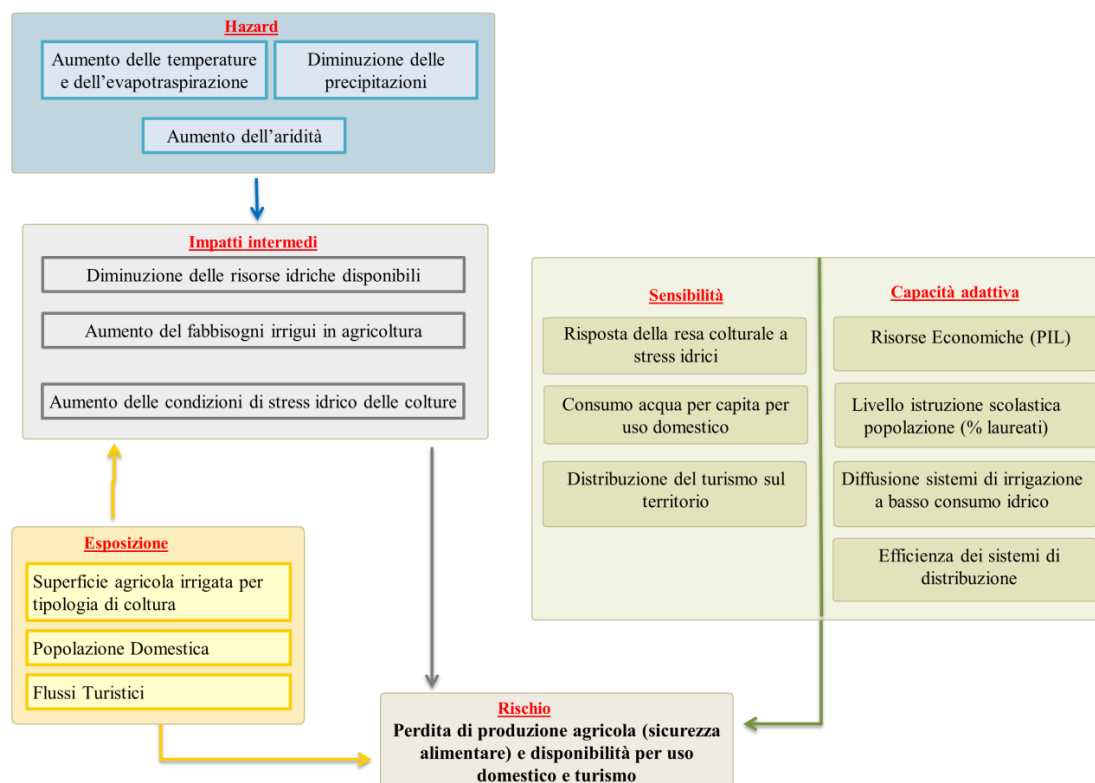 Hazard
Aumento delle temperature
e dell'evapotraspirazione
Diminuzione delle
precipitazioni
Aumento dell'aridità
Impatti intermedi
Diminuzione delle risorse idriche disponibili
Aumento del fabbisogni irrigui in agricoltura
Aumento delle condizioni di stress idrico delle colture
Sensibilità
Risposta della resa colturale a
stress idrici
Consumo acqua per capita per
uso domestico
Distribuzione del turismo sul
territorio
Capacità adattiva
Risorse Economiche (PIL)
Livello istruzione scolastica
popolazione (% laureati)
Diffusione sistemi di irrigazione
a basso consumo idrico
Efficienza dei sistemi di
distribuzione
Esposizione
Superficie agricola irrigata per
tipologia di coltura
Popolazione Domestica
Flussi Turistici
Rischio
Perdita di produzione agricola (sicurezza
alimentare) e disponibilità per uso
domestico e turismo